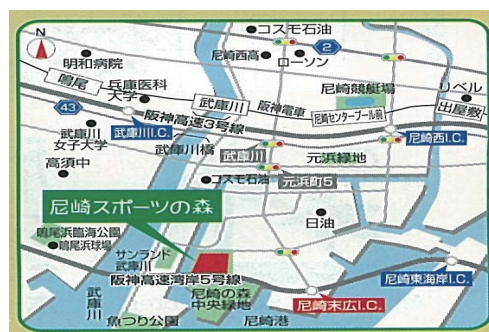 N
コスモ石油
尼崎西高
ローソン
2
明和病院
鳴尾
兵庫医科
大学
武庫川
阪神電車
尼崎競艇場
尼崎センタープール前
リベル
出屋敷
43
阪神高速3号線
武庫川I.C.
武庫川
女子大学
武庫川橋
武庫川
元浜緑地
尼崎西I.C.
高須中
コスモ石油
元浜町5
尼崎スポーツの森
日油
鳴尾浜臨海公園
鳴尾浜球場
サンランド
武庫川
阪神高速湾岸5号線
尼崎東海岸I.C.
武庫川
尼崎の森
中央緑地
尼崎末広I.C.
魚つり公園
尼崎港